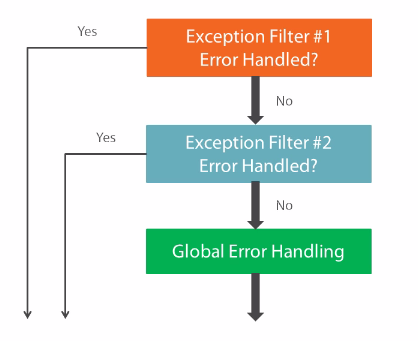 Yes
Exception Filter #1
Error Handled?
No
Yes
Exception Filter #2
Error Handled?
No
Global Error Handling